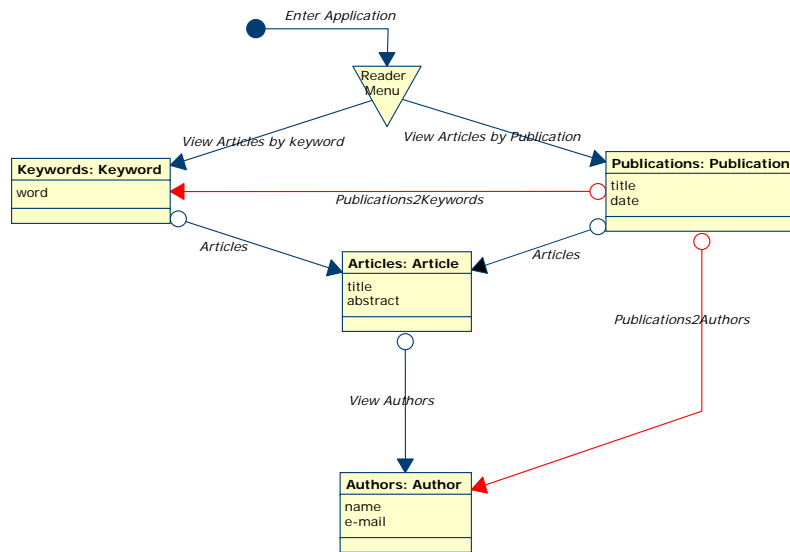 Enter Application
Reader
Menu
View Articles by keyword
View Articles by Publication
Keywords: Keyword
word
Publications: Publication
title
date
Publications2Keywords
Articles
Articles
Articles: Article
title
abstract
Publications2Authors
View Authors
Authors: Author
name
e-mail